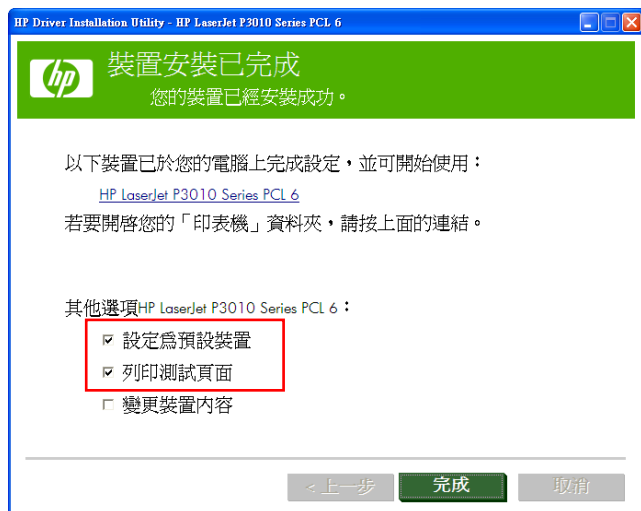 HP Driver Installation Utility - HP LaserJet P3010 Series PCL 6
hp
裝置安裝已完成
您的裝置已經安裝成功。
以下裝置已於您的電腦上完成設定，並可開始使用：
HP LaserJet P3010 Series PCL 6
若要開啟您的「印表機」資料夾，請按上面的連結。
其他選項HP LaserJet P3010 Series PCL 6：
設定為預設裝置
列印測試頁面
變更裝置內容
<上一步 完成 取消